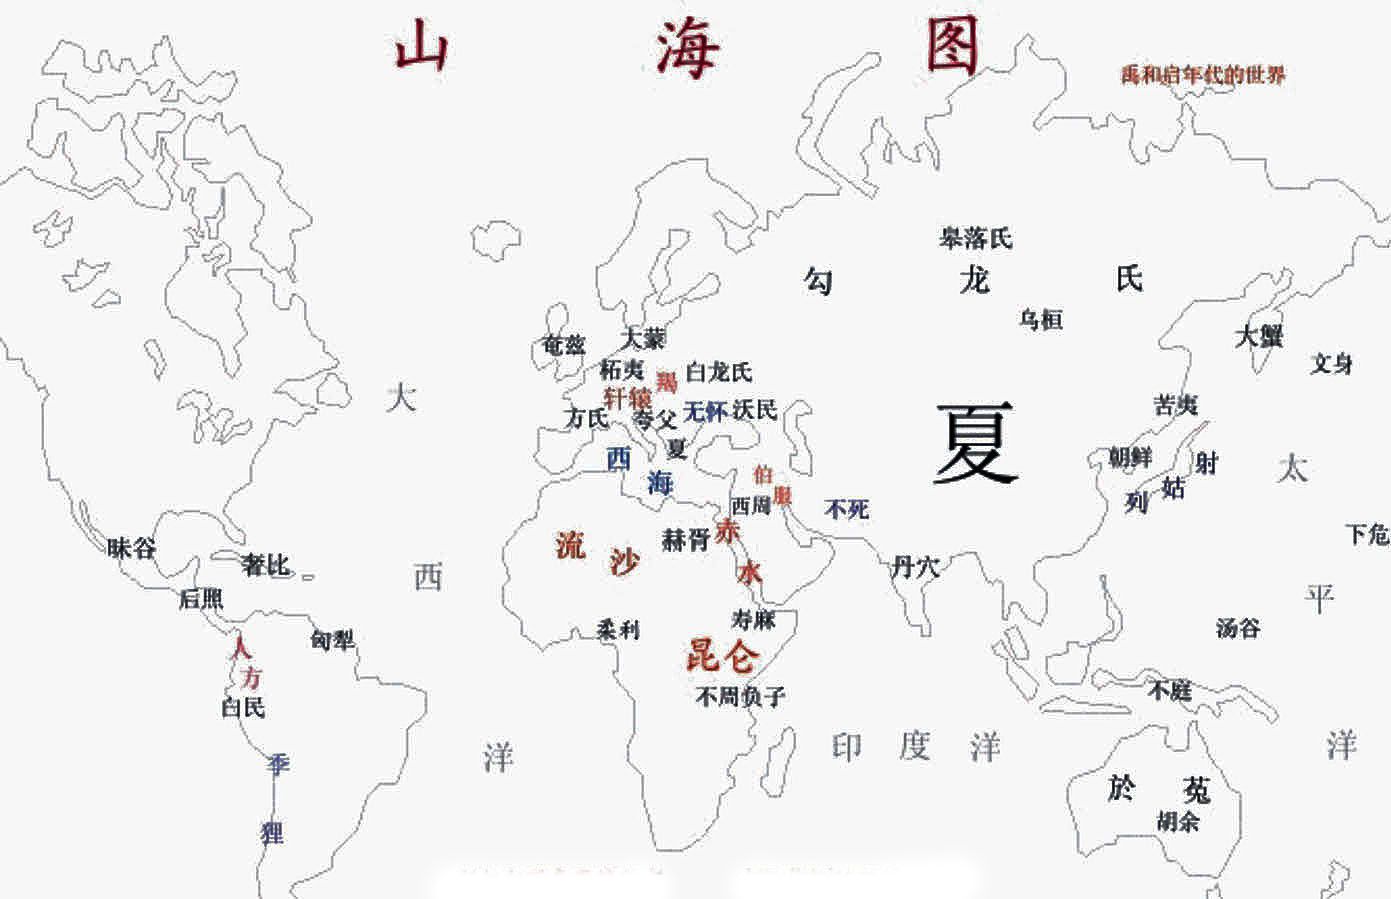 山海图
禹和启年代的世界
皋落氏
勾龙氏
乌桓
大蟹
文身
奄兹
大蒙
柘夷
羯
白龙氏
轩辕
无怀
沃民
大西洋
方氏
夸父
夏
夏
苦夷
朝鲜
列姑射
太平洋
西海
伯服
西周
不死
下危
流沙
赫胥
赤水
昧谷
奢比
丹穴
后照
寿麻
柔利
汤谷
匈犁
人方
昆仑
不周负子
不庭
白民
印度洋
季狸
於菟
胡余